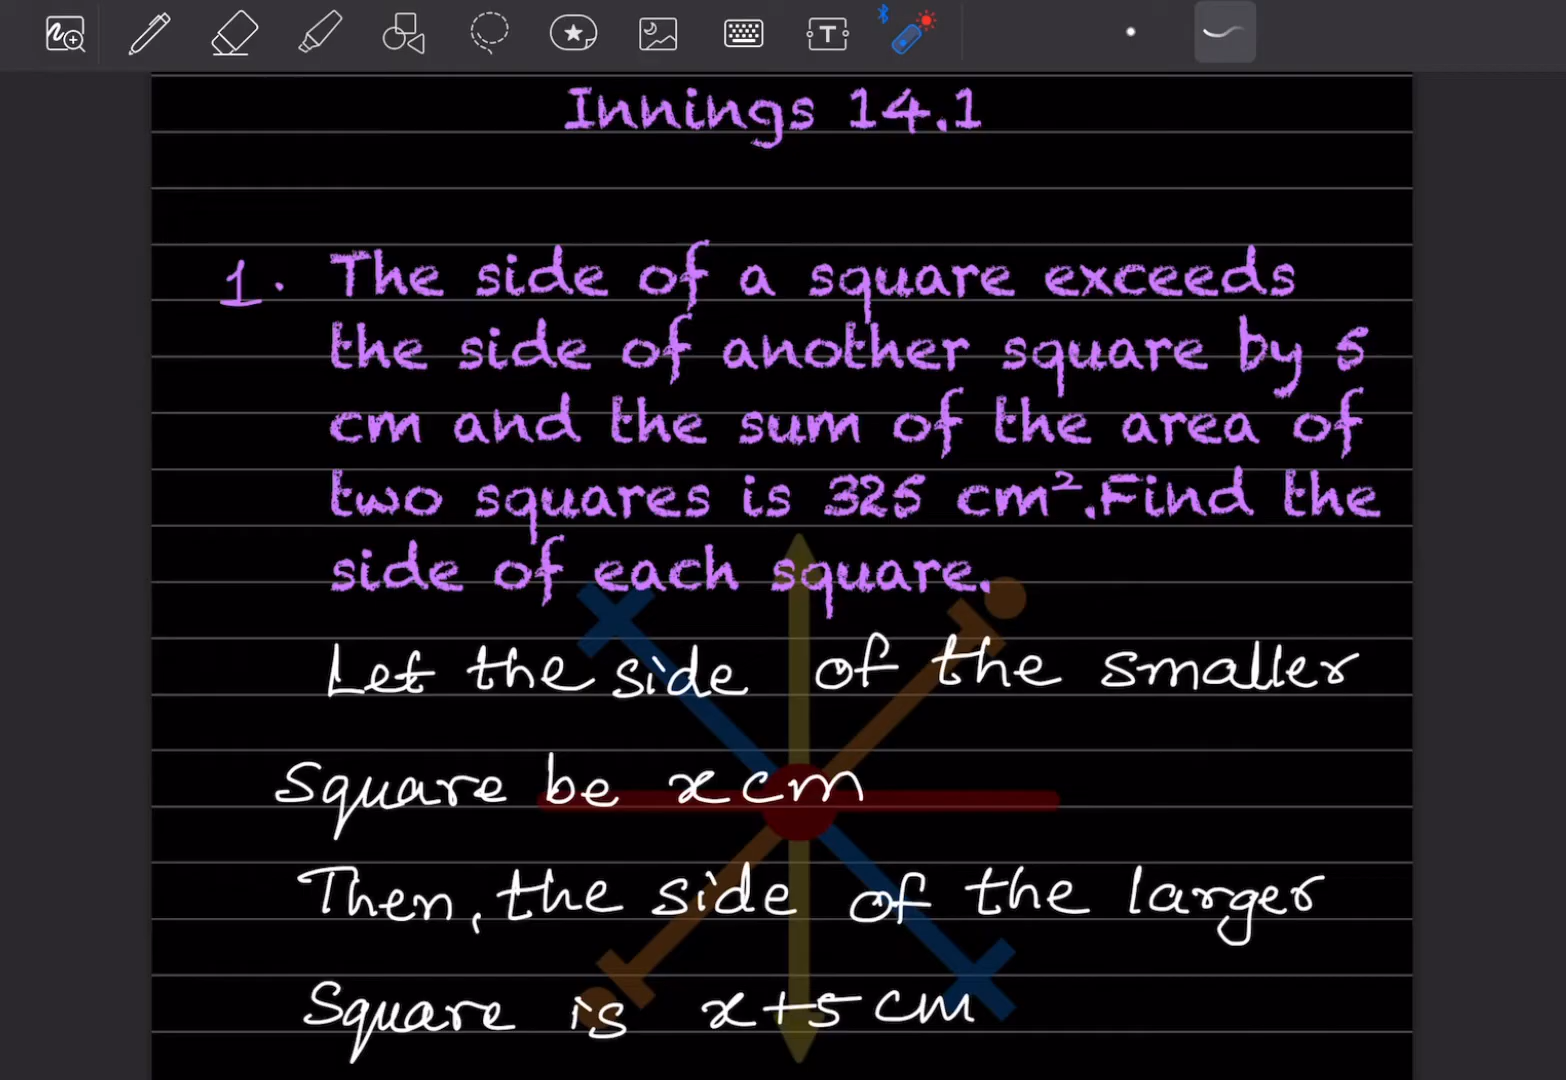 Innings 14.1
1. The side of a square exceeds
the side of another square by 5
cm and the sum of the area of
two squares is 325 cm².Find the
side of each square.
Let the side of the smaller
Square be x cm
Then, the side of the larger
Square is x+5 cm